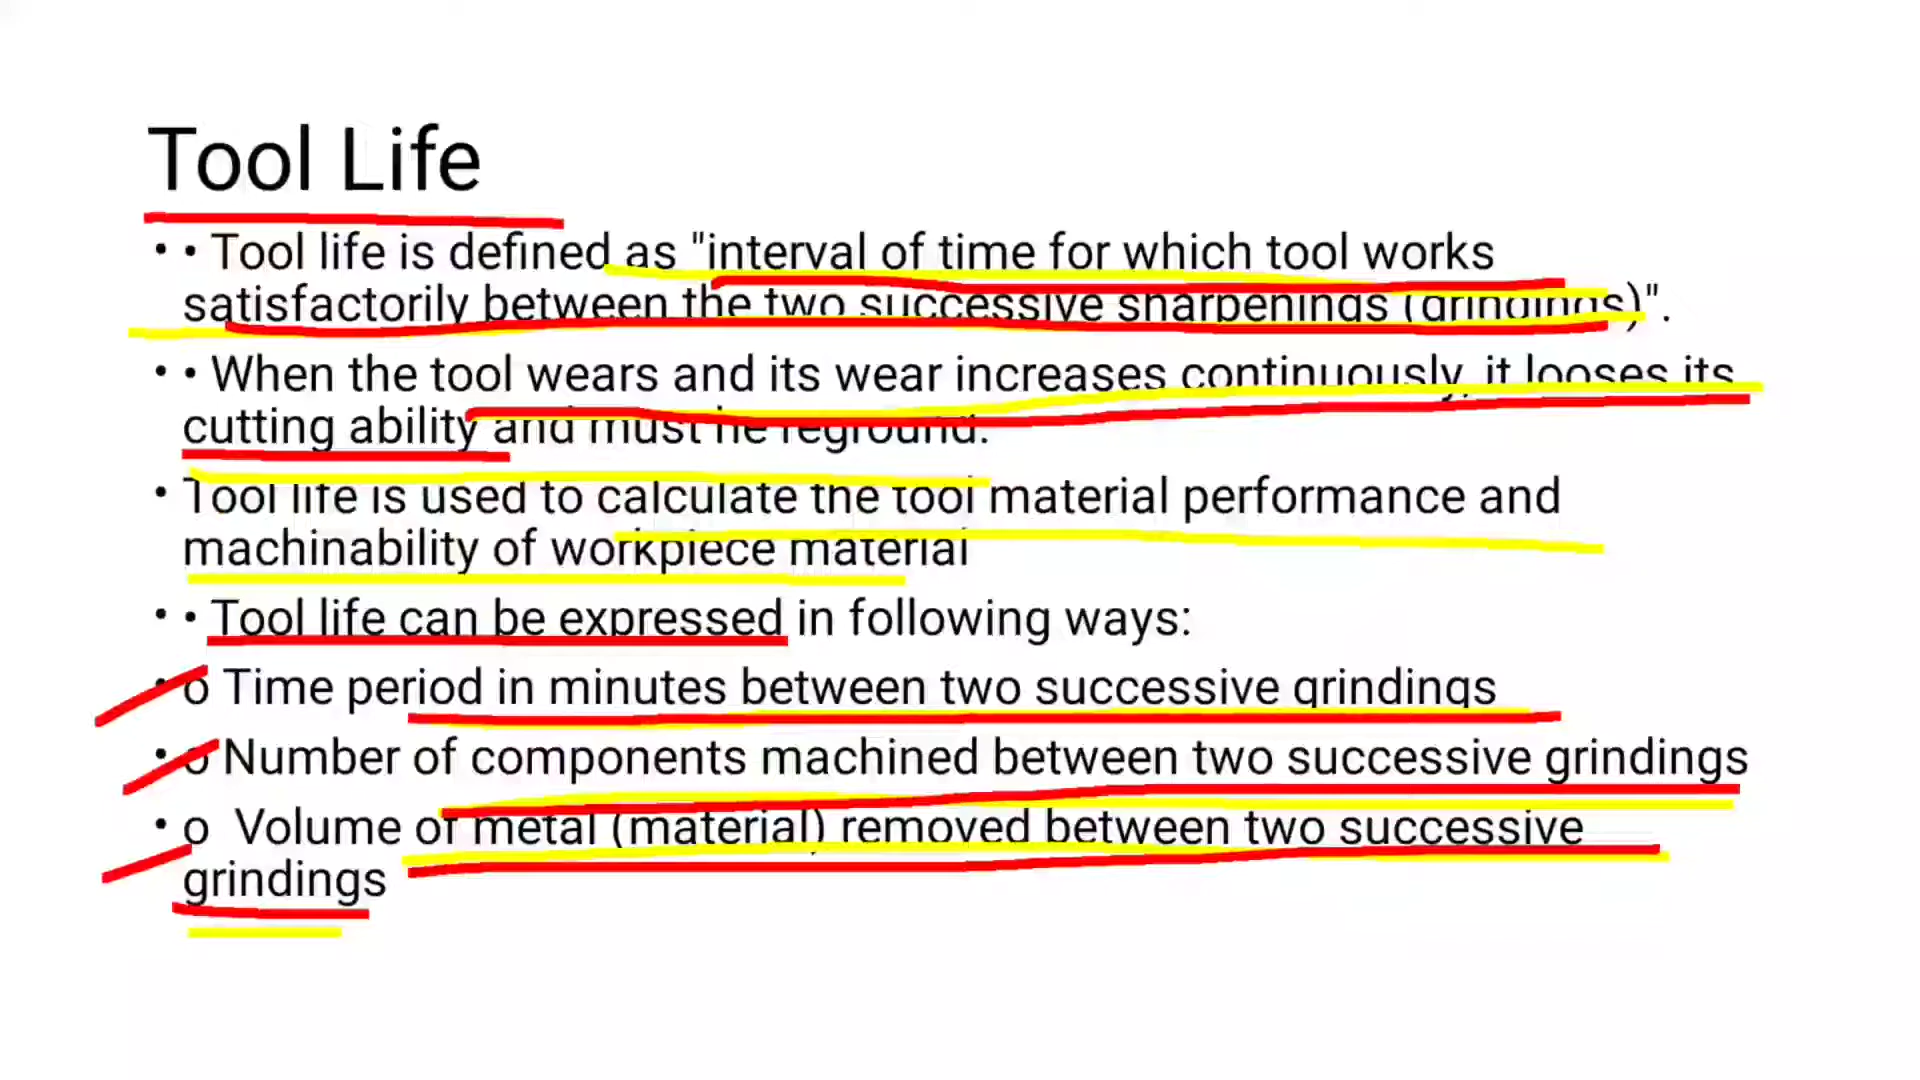 Tool Life
• • Tool life is defined as "interval of time for which tool works
satisfactorily between the two successive sharpenings (grindings)".
• • When the tool wears and its wear increases continuously, it looses its
cutting ability and must be reground.
• Tool life is used to calculate the tool material performance and
machinability of workpiece material
• • Tool life can be expressed in following ways:
• o Time period in minutes between two successive grindings
• o Number of components machined between two successive grindings
• o Volume of metal (material) removed between two successive
grindings